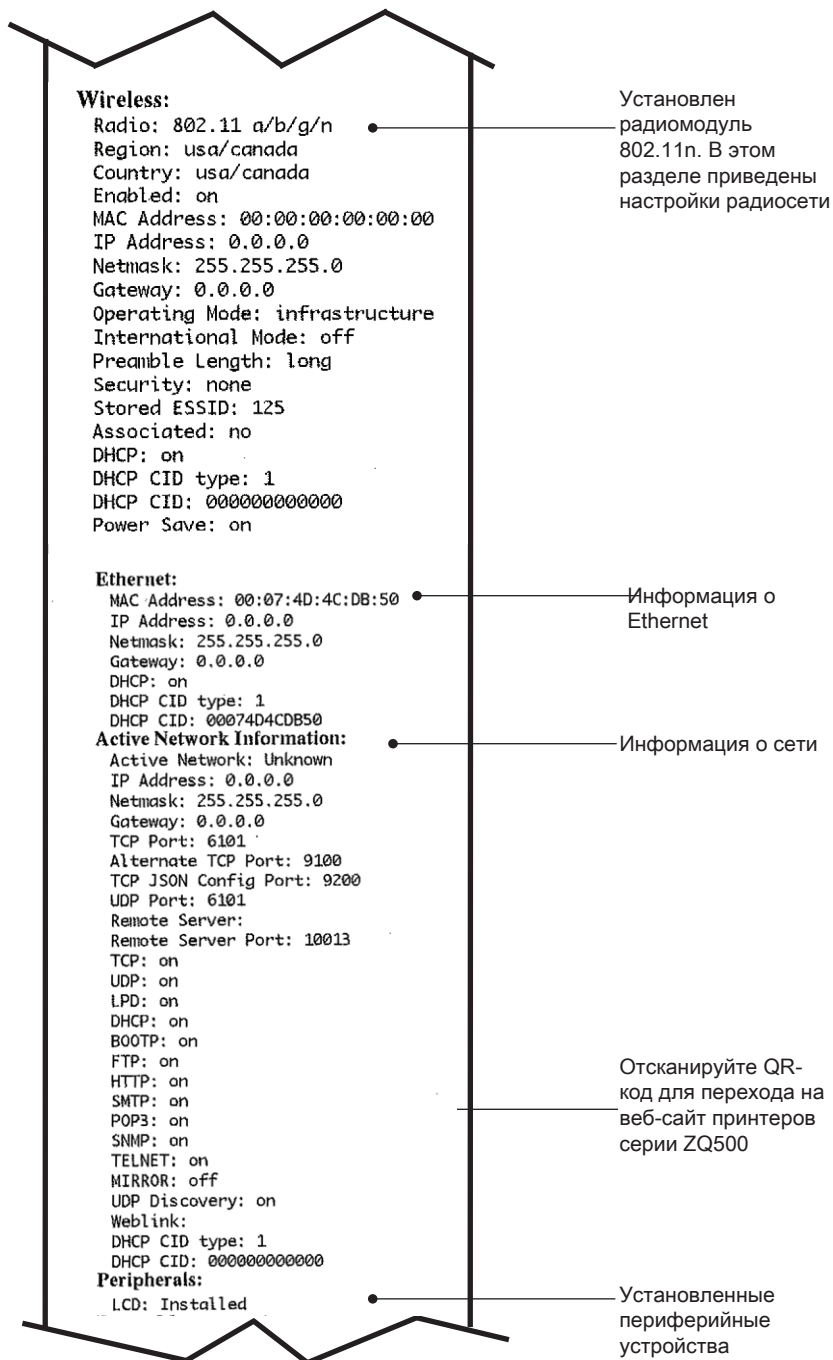 Wireless:
Radio: 802.11 a/b/g/n
Region: usa/canada
Country: usa/canada
Enabled: on
MAC Address: 00:00:00:00:00:00
IP Address: 0.0.0.0
Netmask: 255.255.255.0
Gateway: 0.0.0.0
Operating Mode: infrastructure
International Mode: off
Preamble Length: long
Security: none
Stored ESSID: 125
Associated: no
DHCP: on
DHCP CID type: 1
DHCP CID: 000000000000
Power Save: on
Установлен
радиомодуль
802.11n. В этом
разделе приведены
настройки радиосети
Ethernet:
MAC Address: 00:07:4D:4C:DB:50
IP Address: 0.0.0.0
Netmask: 255.255.255.0
Gateway: 0.0.0.0
DHCP: on
DHCP CID type: 1
DHCP CID: 00074D4CDB50
Информация о
Ethernet
Active Network Information:
Active Network: Unknown
IP Address: 0.0.0.0
Netmask: 255.255.255.0
Gateway: 0.0.0.0
TCP Port: 6101
Alternate TCP Port: 9100
TCP JSON Config Port: 9200
UDP Port: 6101
Remote Server:
Remote Server Port: 10013
TCP: on
UDP: on
LPD: on
DHCP: on
BOOTP: on
FTP: on
HTTP: on
SMTP: on
POP3: on
SNMP: on
TELNET: on
MIRROR: off
UDP Discovery: on
Weblink:
DHCP CID type: 1
DHCP CID: 000000000000
Информация о сети
Отсканируйте QR-
код для перехода на
веб-сайт принтеров
серии ZQ500
Peripherals:
LCD: Installed
Установленные
периферийные
устройства